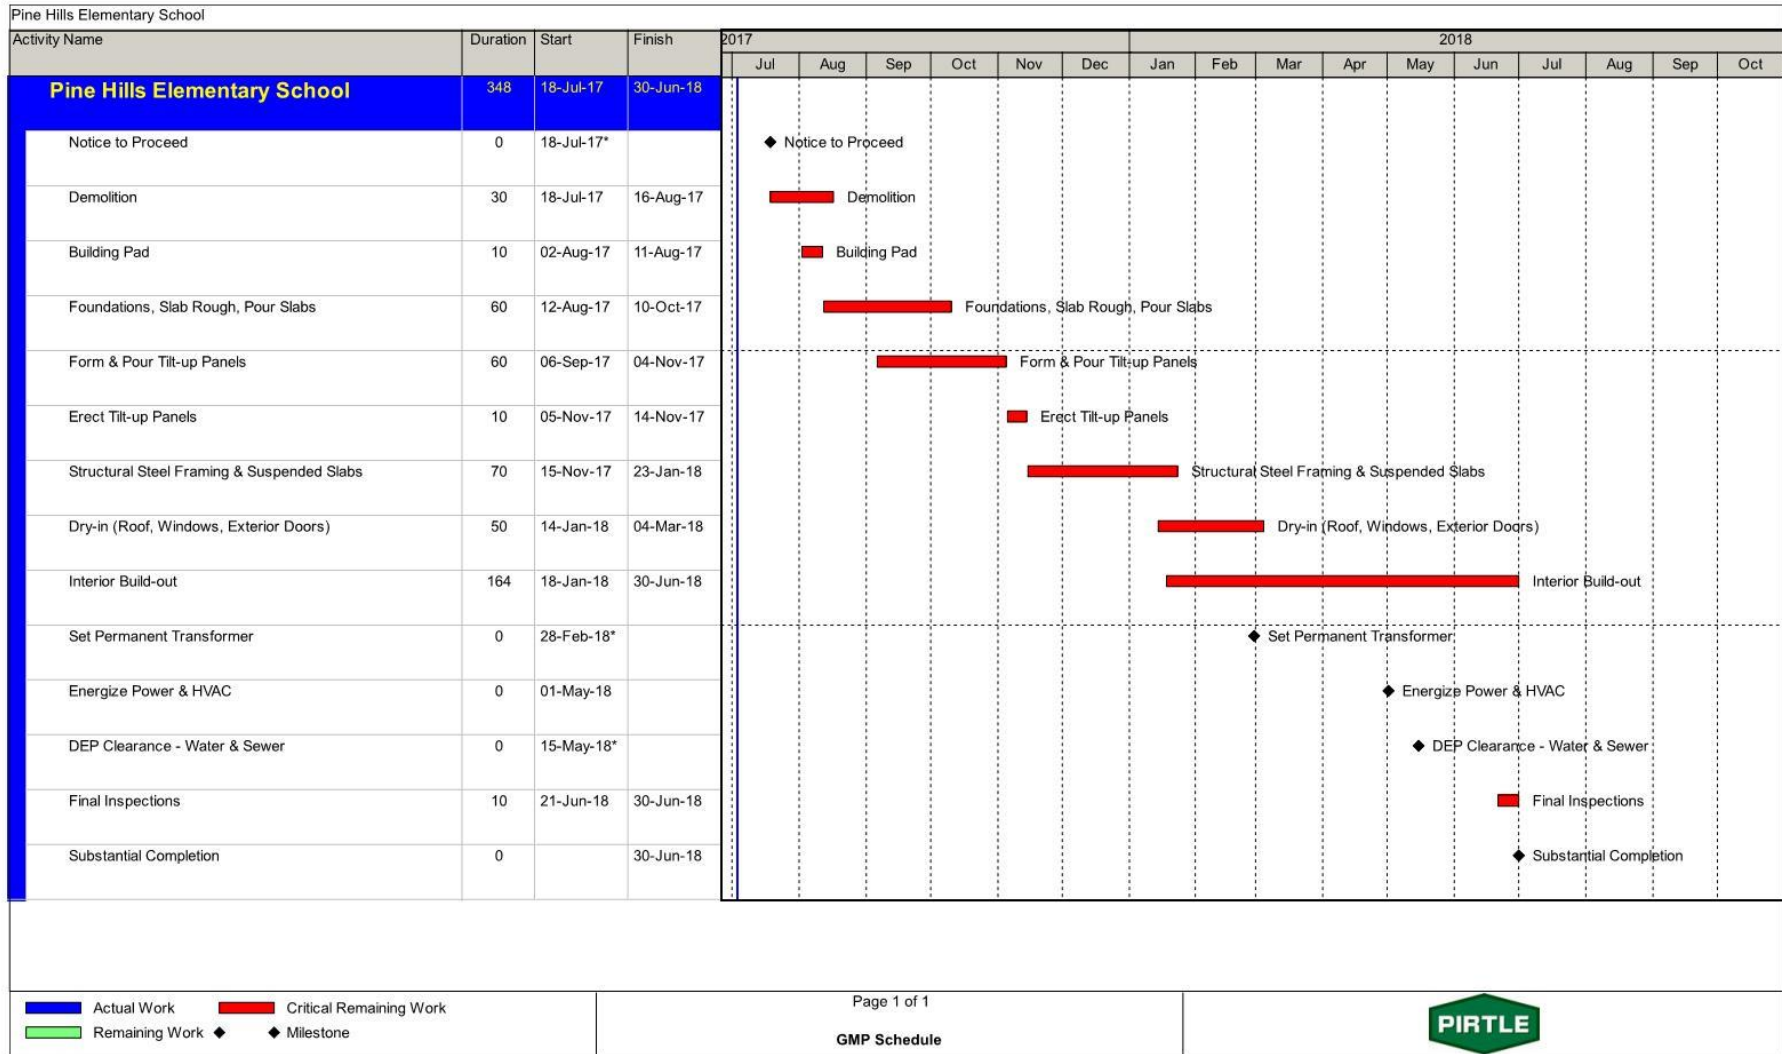 Pine Hills Elementary School
Activity Name Duration Start Finish 2017 2018
Jul Aug Sep Oct Nov Dec Jan Feb Mar Apr May Jun Jul Aug Sep Oct
Pine Hills Elementary School 348 18-Jul-17 30-Jun-18
Notice to Proceed 0 18-Jul-17* Notice to Proceed
Demolition 30 18-Jul-17 16-Aug-17 Demolition
Building Pad 10 02-Aug-17 11-Aug-17 Building Pad
Foundations, Slab Rough, Pour Slabs 60 12-Aug-17 10-Oct-17 Foundations, Slab Rough, Pour Slabs
Form & Pour Tilt-up Panels 60 06-Sep-17 04-Nov-17 Form & Pour Tilt-up Panels
Erect Tilt-up Panels 10 05-Nov-17 14-Nov-17 Erect Tilt-up Panels
Structural Steel Framing & Suspended Slabs 70 15-Nov-17 23-Jan-18 Structural Steel Framing & Suspended Slabs
Dry-in (Roof, Windows, Exterior Doors) 50 14-Jan-18 04-Mar-18 Dry-in (Roof, Windows, Exterior Doors)
Interior Build-out 164 18-Jan-18 30-Jun-18 Interior Build-out
Set Permanent Transformer 0 28-Feb-18* Set Permanent Transformer
Energize Power & HVAC 0 01-May-18 Energize Power & HVAC
DEP Clearance - Water & Sewer 0 15-May-18* DEP Clearance - Water & Sewer
Final Inspections 10 21-Jun-18 30-Jun-18 Final Inspections
Substantial Completion 0 30-Jun-18 Substantial Completion
Actual Work Critical Remaining Work
Remaining Work Milestone
Page 1 of 1
GMP Schedule
PIRTLE